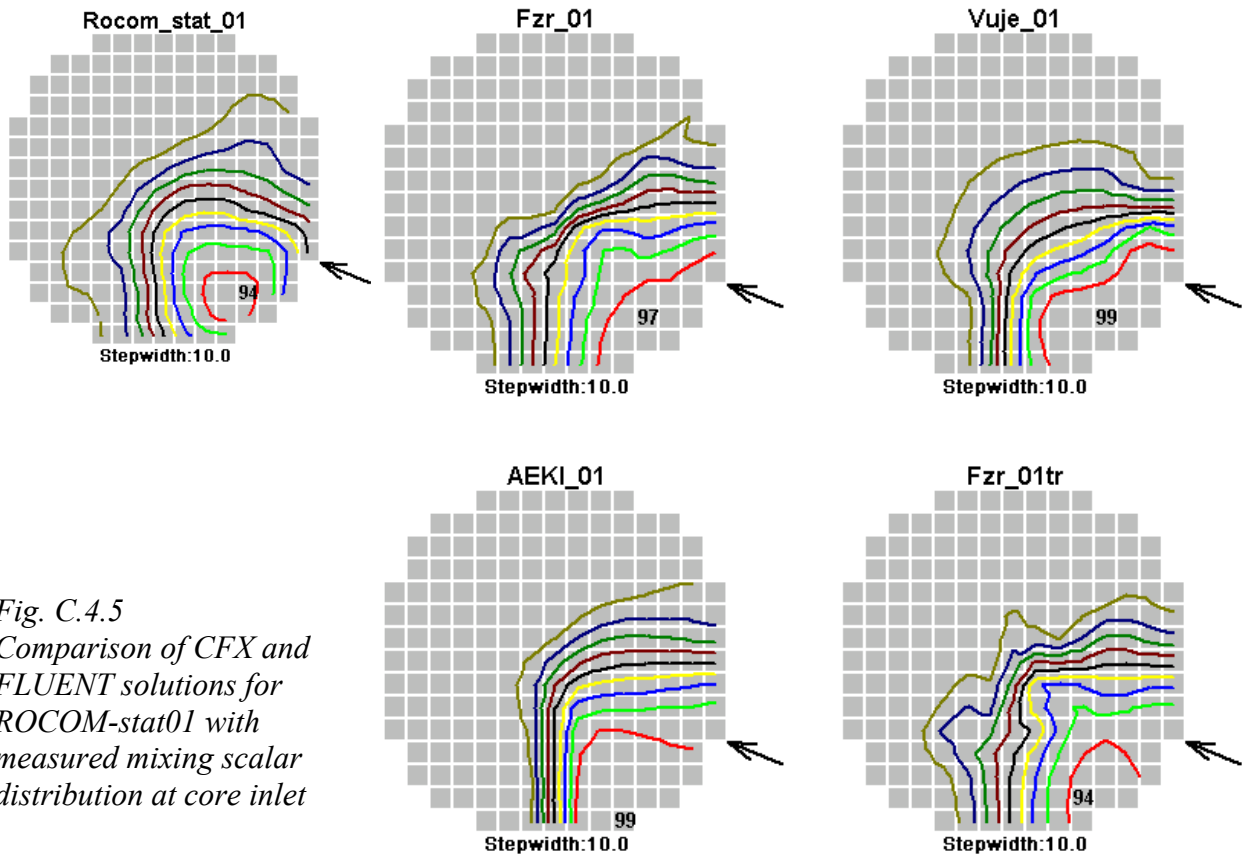 Rocom_stat_01
94
Stepwidth:10.0
Fzr_01
97
Stepwidth:10.0
Vuje_01
99
Stepwidth:10.0
AEKI_01
99
Stepwidth:10.0
Fzr_01tr
94
Stepwidth:10.0
Fig. C.4.5
Comparison of CFX and
FLUENT solutions for
ROCOM-stat01 with
measured mixing scalar
distribution at core inlet